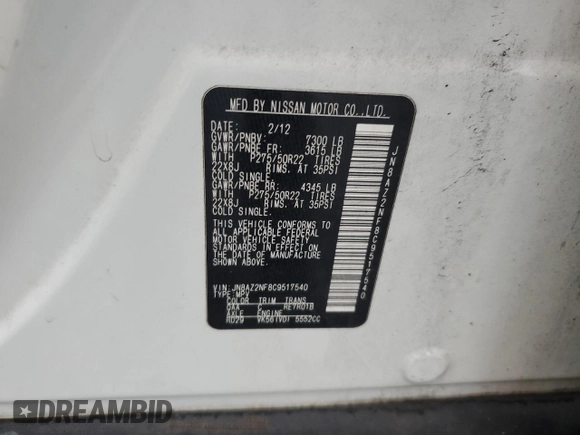 MFD BY NISSAN MOTOR CO.,LTD.
DATE: 2/12
GVWR/PNBV: 7300 LB
GAWR/PNBE FR: 3615 LB
WITH P275/50R22 TIRES
22X8J RIMS, AT 35PSI
COLD SINGLE.
GAWR/PNBE RR: 4345 LB
WITH P275/50R22 TIRES
22X8J RIMS, AT 35PSI
COLD SINGLE.
THIS VEHICLE CONFORMS
TO ALL APPLICABLE FEDERAL
MOTOR VEHICLE SAFETY
STANDARDS IN EFFECT ON
THE DATE OF MANUFACTURE
SHOWN ABOVE.
VIN: JN8AZ2NF8C9517540
TYPE: MPV
COLOR TRIM TRANS
QAA C RE7R01B
AXLE ENGINE
RD29 VK56(VD) 5552CC
JN8AZ2NF8C9517540
DREAMBID